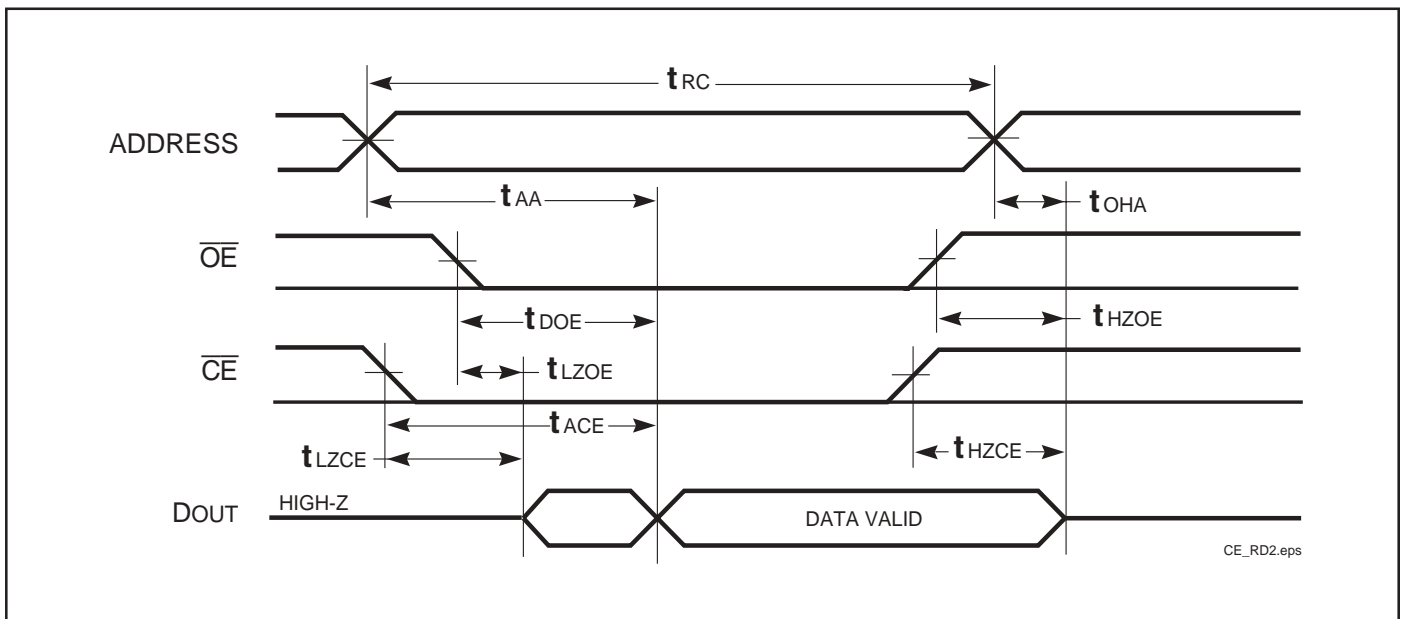 tRC
ADDRESS
tAA
tOHA
OE
tDOE
tHZOE
CE
tLZOE
tACE
tLZCE
tHZCE
DOUT
HIGH-Z
DATA VALID
CE_RD2.eps